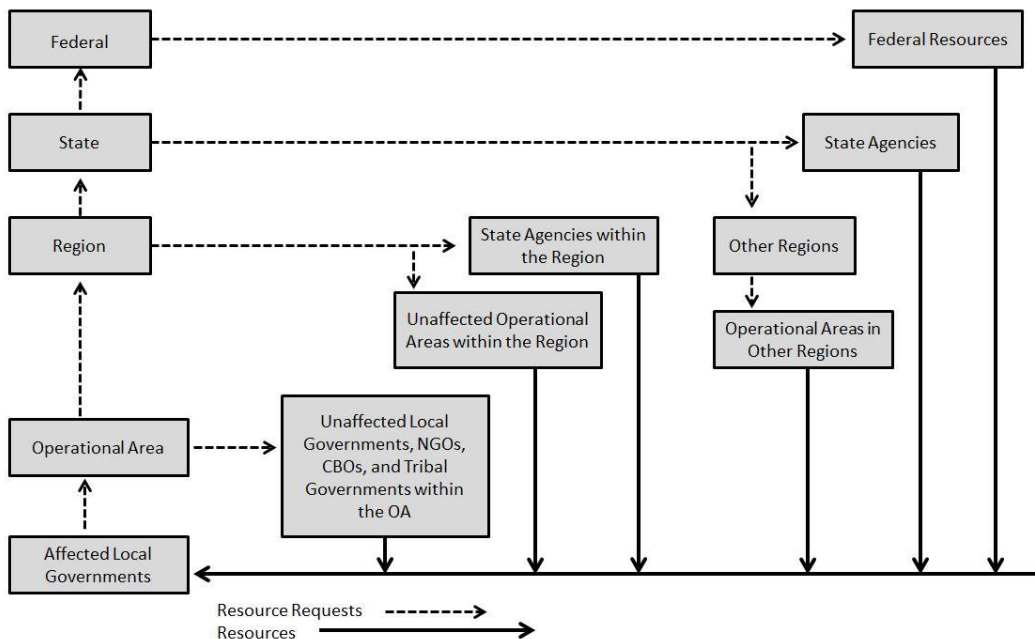 Federal
Federal Resources
State
State Agencies
Region
State Agencies within
the Region
Other Regions
Unaffected Operational
Areas within the Region
Operational Areas in
Other Regions
Operational Area
Unaffected Local
Governments, NGOs,
CBOs, and Tribal
Governments within
the OA
Affected Local
Governments
Resource Requests
Resources